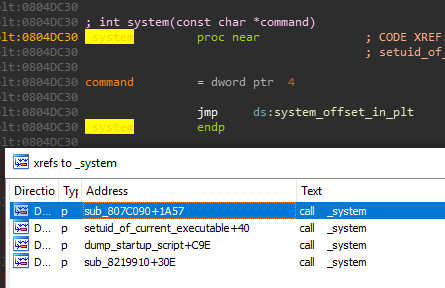 lt:0804DC30
lt:0804DC30 ; int system(const char *command)
lt:0804DC30 _system proc near ; CODE XREF:
lt:0804DC30 ; setuid_of_
lt:0804DC30
lt:0804DC30 command = dword ptr 4
lt:0804DC30
lt:0804DC30 jmp ds:system_offset_in_plt
lt:0804DC30 _system endp
lt:0804DC30
xrefs to _system
Directio Ty Address Text
D... p sub_807C090+1A57 call _system
D... p setuid_of_current_executable+40 call _system
D... p dump_startup_script+C9E call _system
D... p sub_8219910+30E call _system